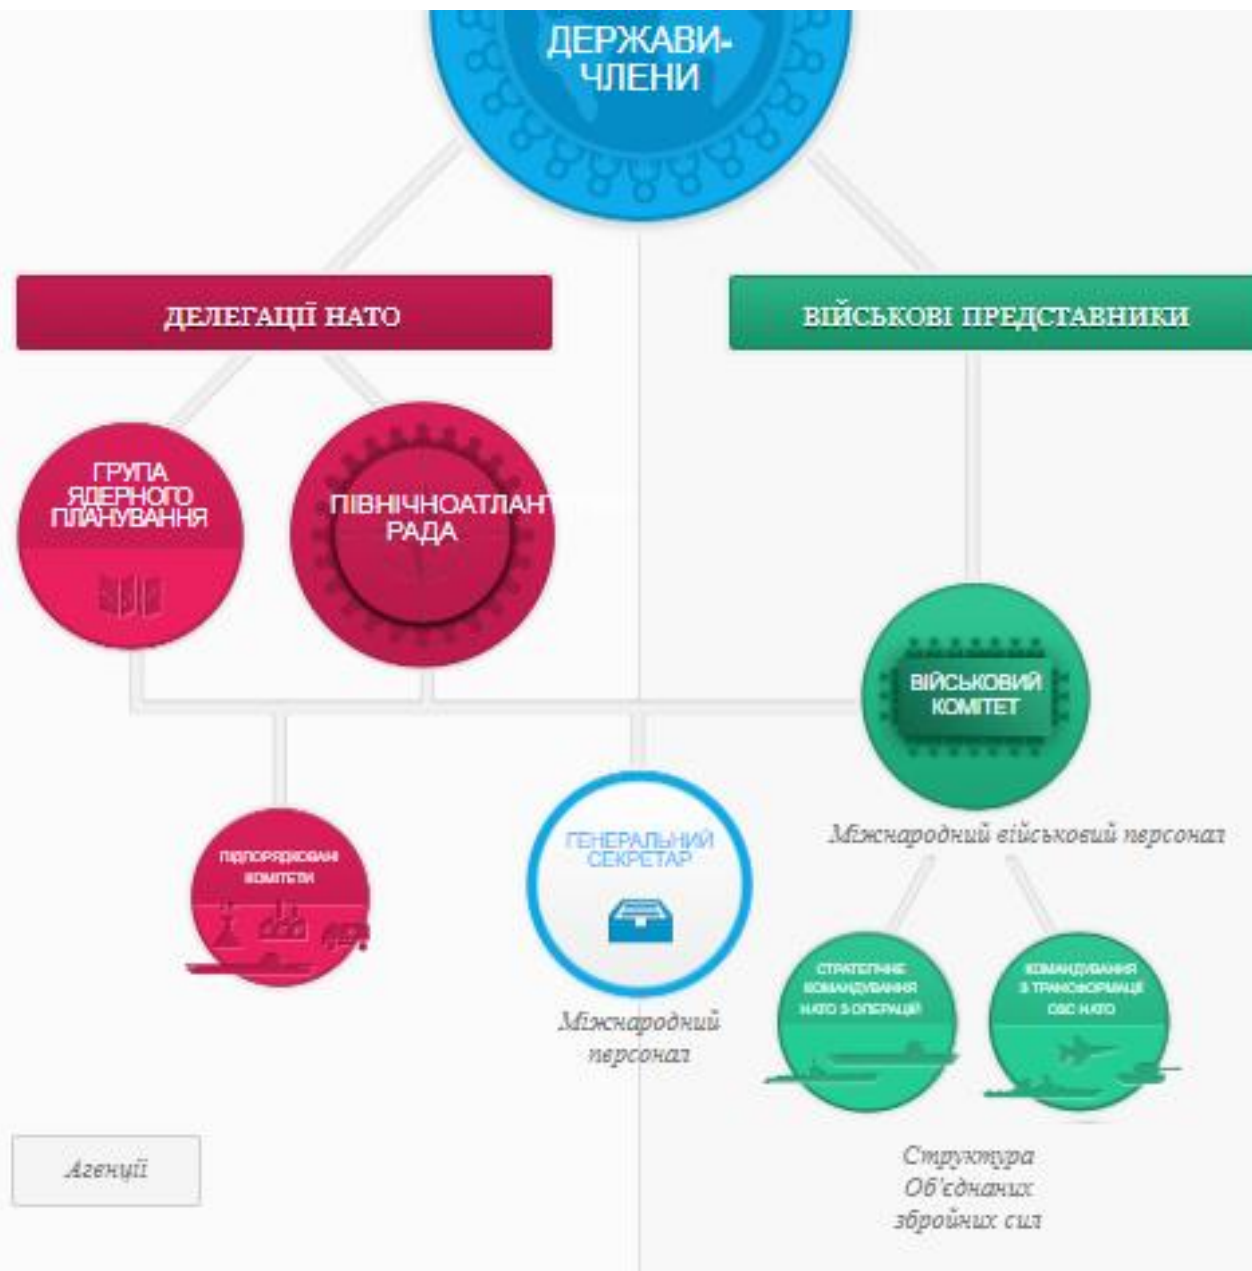 ДЕРЖАВИ-
ЧЛЕНИ
ДЕЛЕГАЦІЇ НАТО
ВІЙСЬКОВІ ПРЕДСТАВНИКИ
ГРУПА
ЯДЕРНОГО
ПЛАНУВАННЯ
ПІВНІЧНОАТЛАНТ
РАДА
ВІЙСЬКОВИЙ
КОМІТЕТ
Міжнародний військовий персонал
ПІДПОРЯДКОВАНІ
КОМІТЕТИ
ГЕНЕРАЛЬНИЙ
СЕКРЕТАР
Міжнародний
персонал
СТРАТЕГІЧНЕ
КОМАНДУВАННЯ
НАТО З ОПЕРАЦІЙ
КОМАНДУВАННЯ
З ТРАНСФОРМАЦІЇ
ОЗС НАТО
Агенції
Структура
Об'єднаних
збройних сил